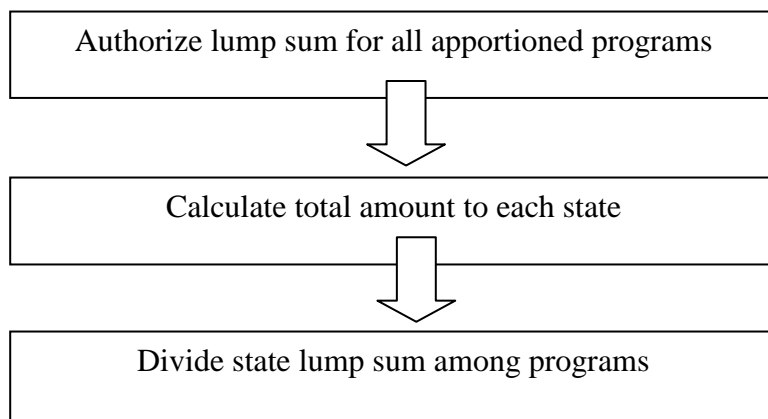 Authorize lump sum for all apportioned programs
Calculate total amount to each state
Divide state lump sum among programs